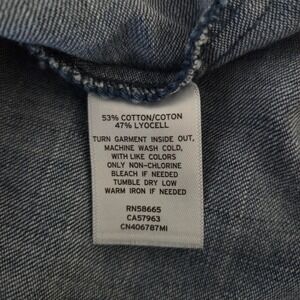 53% COTTON/COTON
47% LYOCELL
TURN GARMENT INSIDE OUT,
MACHINE WASH COLD,
WITH LIKE COLORS
ONLY NON-CHLORINE
BLEACH IF NEEDED
TUMBLE DRY LOW
WARM IRON IF NEEDED
RN58665
CA57963
CN406787MI